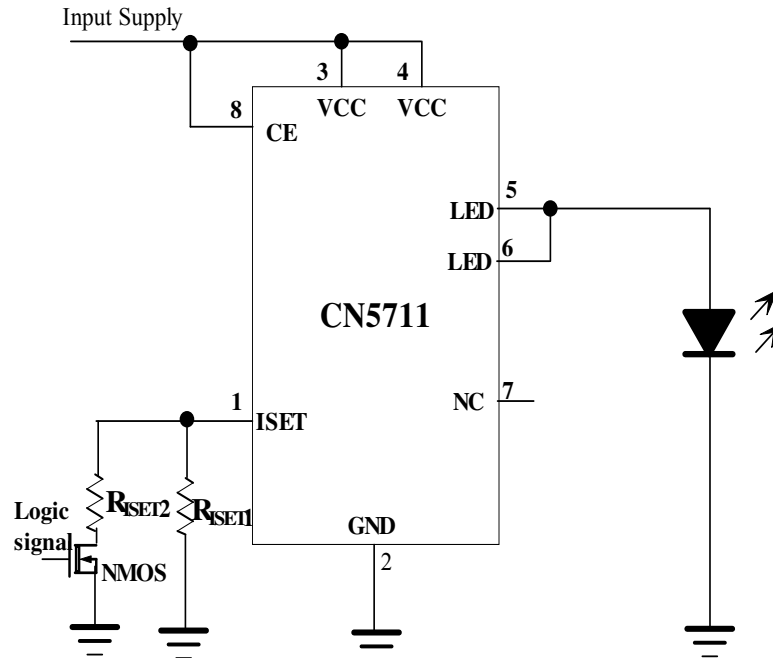 Input Supply
3
4
VCC
VCC
8
CE
5
LED
6
LED
CN5711
1
ISET
7
NC
RISET2
RISET1
Logic
signal
NMOS
GND
2